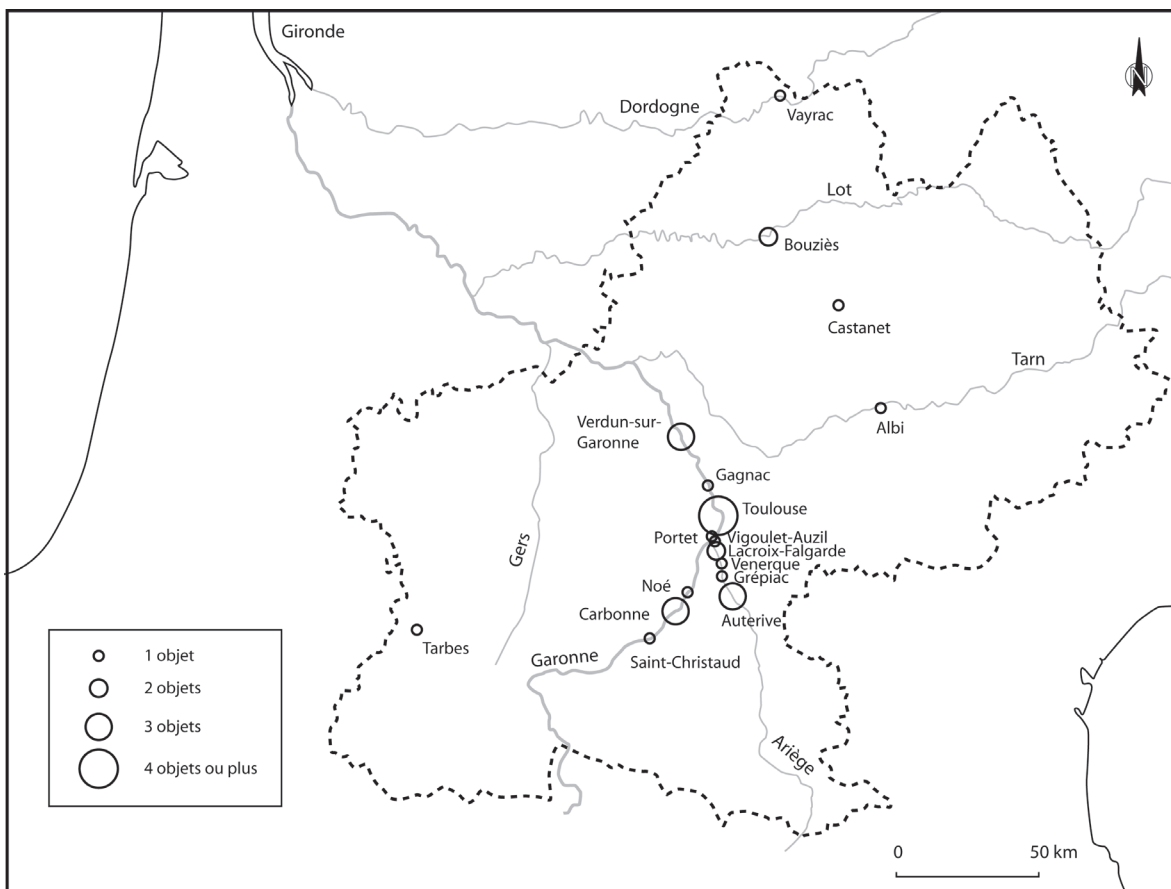 Gironde
N
Dordogne
Vayrac
Lot
Bouziès
Castanet
Tarn
Albi
Verdun-sur-
Garonne
Gagnac
Toulouse
Gers
Portet
Vigoulet-Auzil
Lacroix-Falgarde
Venerque
Grépiac
Noé
Carbonne
Auterive
Tarbes
Saint-Christaud
Garonne
Ariège
1 objet
2 objets
3 objets
4 objets ou plus
0
50 km